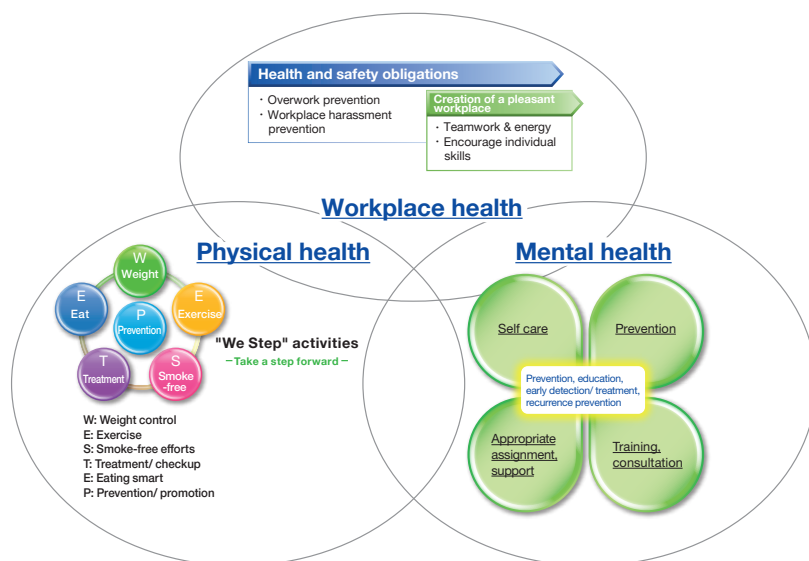 Health and safety obligations
・Overwork prevention
・Workplace harassment
prevention
Creation of a pleasant
workplace
・Teamwork & energy
・Encourage individual
skills
Workplace health
Physical health
Mental health
W
Weight
E
Eat
E
Exercise
P
Prevention
T
Treatment
S
Smoke
-free
"We Step" activities
−Take a step forward−
W: Weight control
E: Exercise
S: Smoke-free efforts
T: Treatment/ checkup
E: Eating smart
P: Prevention/ promotion
Self care
Prevention
Prevention, education,
early detection/ treatment,
recurrence prevention
Appropriate
assignment,
support
Training,
consultation